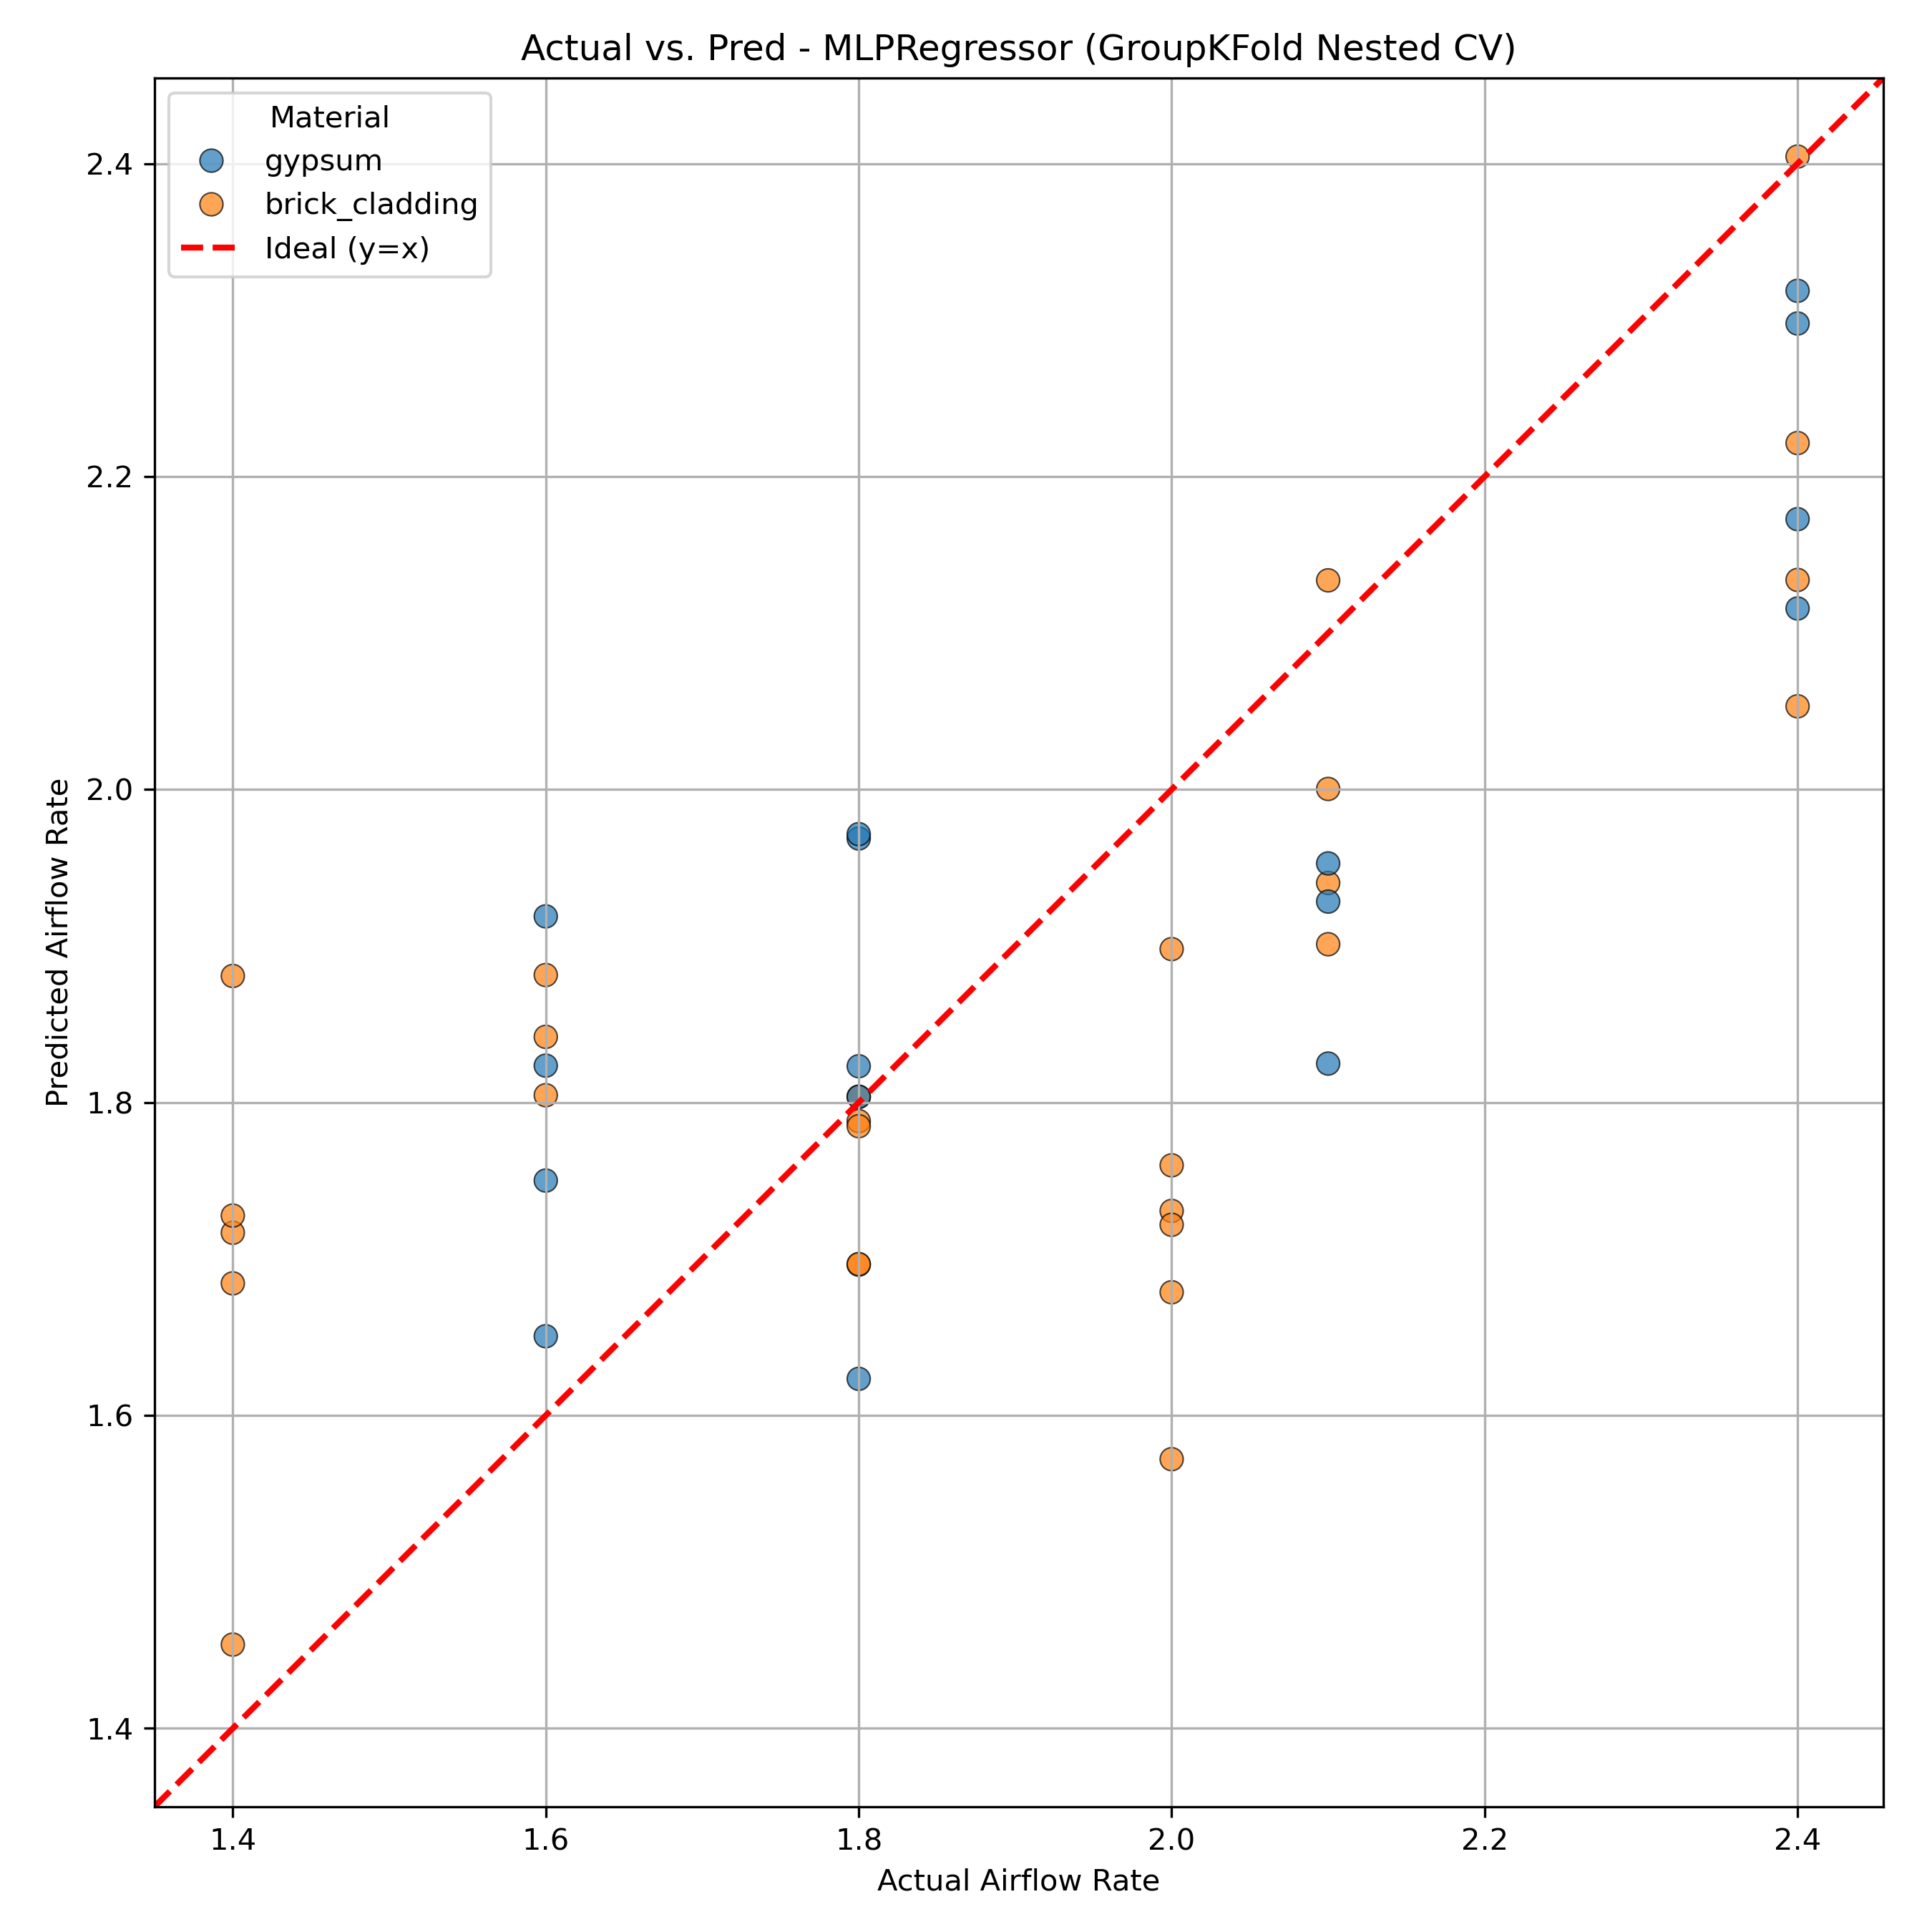 Actual vs. Pred - MLPRegressor (GroupKFold Nested CV)
Material
gypsum
brick_cladding
Ideal (y=x)
Predicted Airflow Rate
2.4
2.2
2.0
1.8
1.6
1.4
1.4
1.6
1.8
2.0
2.2
2.4
Actual Airflow Rate